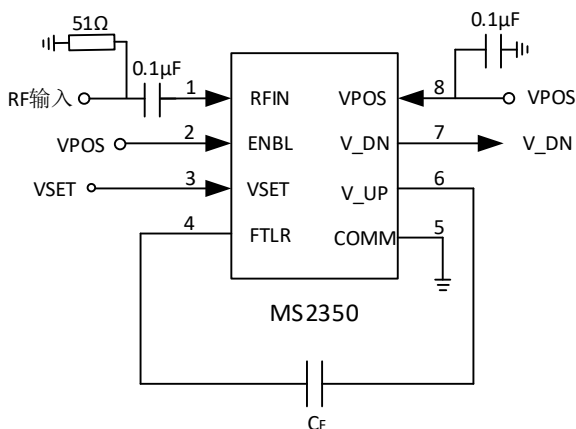 51Ω
0.1μF
0.1μF
RF输入
1
RFIN
VPOS
8
VPOS
VPOS
2
ENBL
V_DN
7
V_DN
VSET
3
VSET
V_UP
6
4
FTLR
COMM
5
MS2350
CF